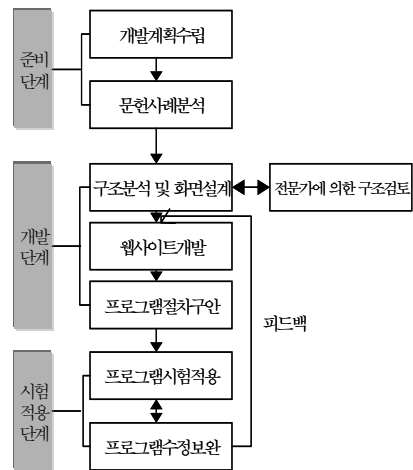 준비
단계
개발계획수립
문헌사례분석
개발
단계
구조분석 및 화면설계
전문가에 의한 구조검토
웹사이트개발
프로그램절차구안
피드백
시험
적용
단계
프로그램시험적용
프로그램수정보완